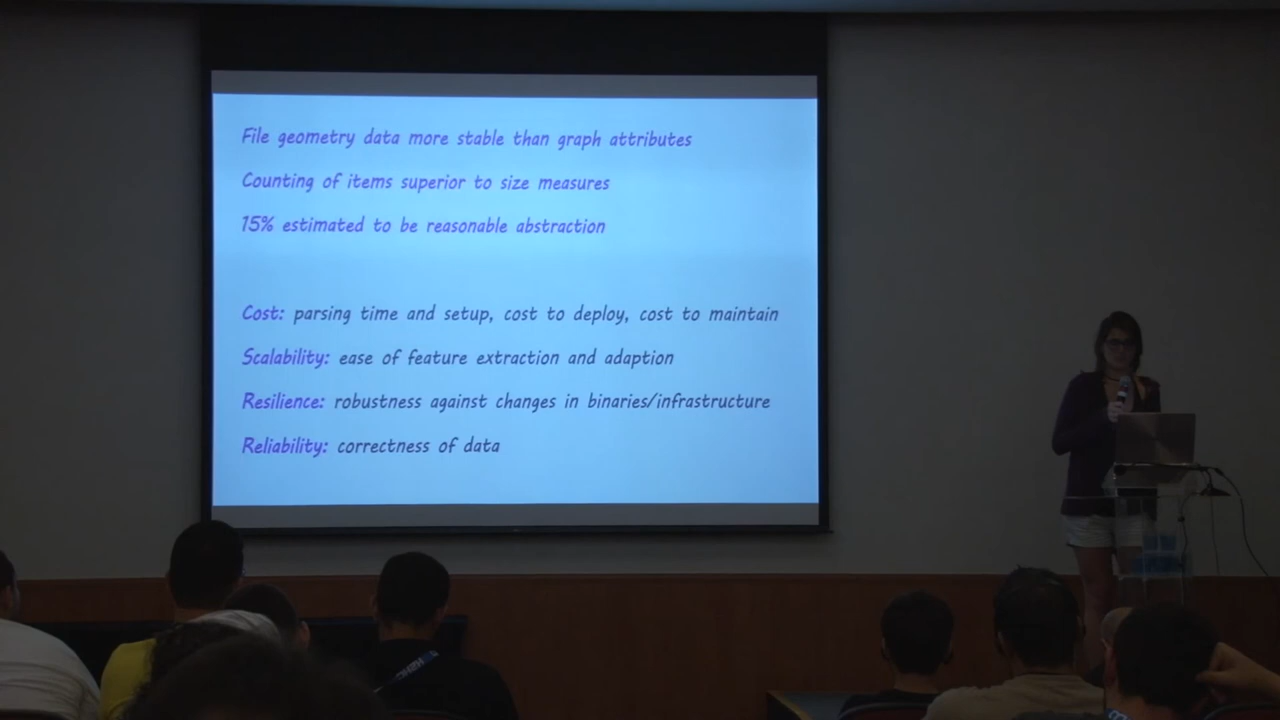 File geometry data more stable than graph attributes
Counting of items superior to size measures
15% estimated to be reasonable abstraction
Cost: parsing time and setup, cost to deploy, cost to maintain
Scalability: ease of feature extraction and adaption
Resilience: robustness against changes in binaries/infrastructure
Reliability: correctness of data